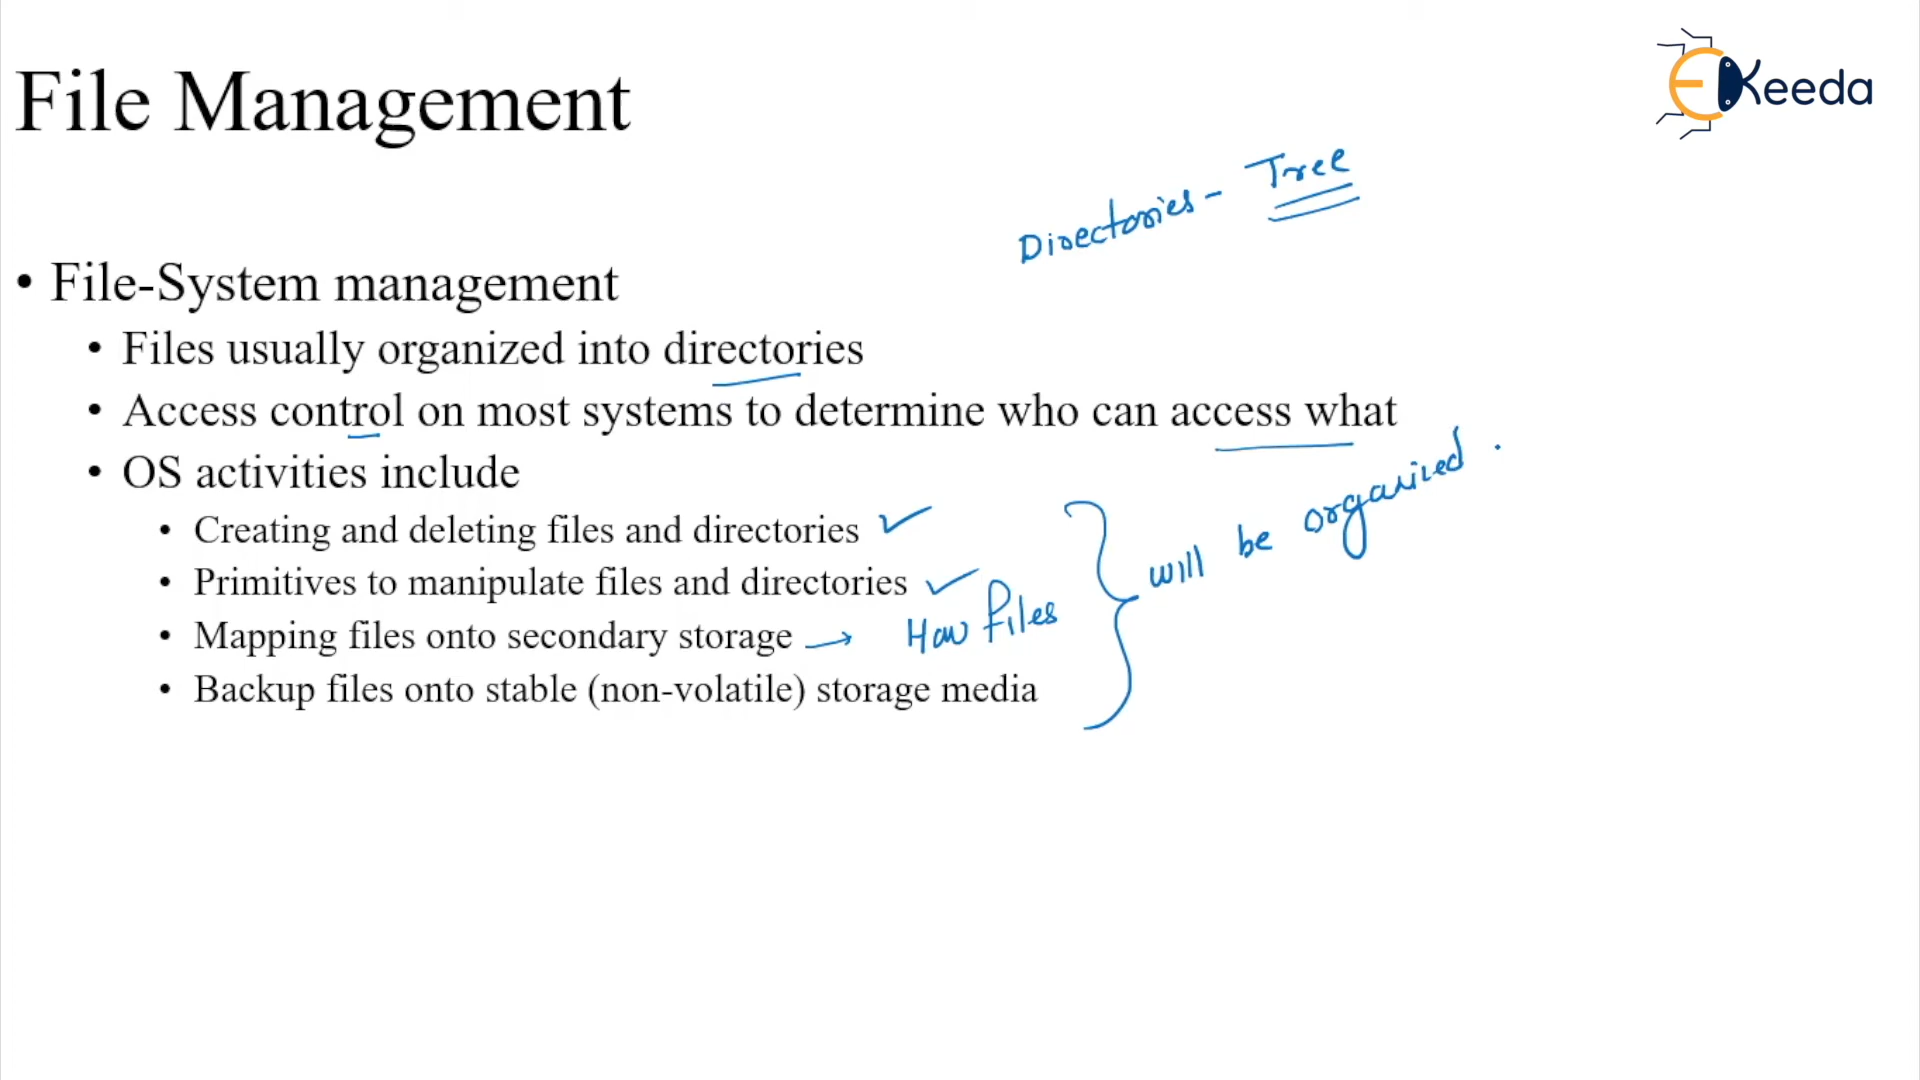 File Management
EKeeda
Directories - Tree
• File-System management
• Files usually organized into directories
• Access control on most systems to determine who can access what
• OS activities include
• Creating and deleting files and directories
• Primitives to manipulate files and directories
• Mapping files onto secondary storage → How files
will be organized.
• Backup files onto stable (non-volatile) storage media